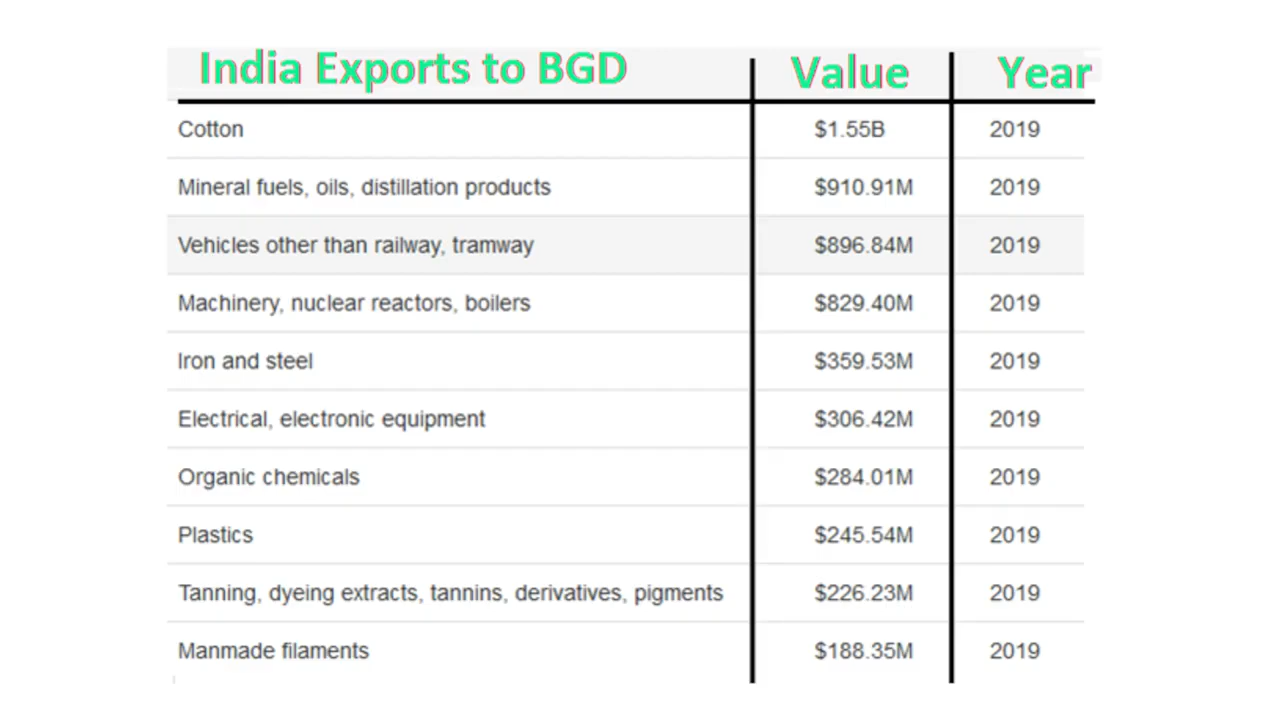 India Exports to BGD Value Year
Cotton $1.55B 2019
Mineral fuels, oils, distillation products $910.91M 2019
Vehicles other than railway, tramway $896.84M 2019
Machinery, nuclear reactors, boilers $829.40M 2019
Iron and steel $359.53M 2019
Electrical, electronic equipment $306.42M 2019
Organic chemicals $284.01M 2019
Plastics $245.54M 2019
Tanning, dyeing extracts, tannins, derivatives, pigments $226.23M 2019
Manmade filaments $188.35M 2019